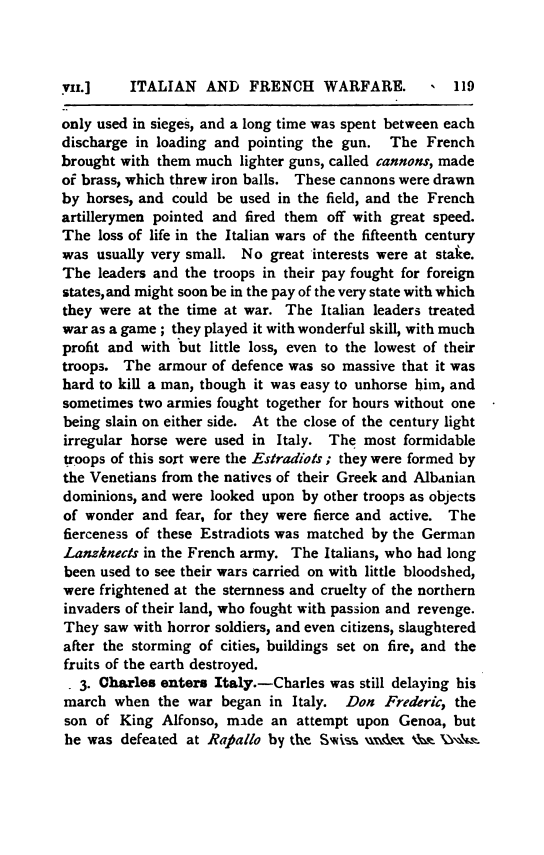 VII.] ITALIAN AND FRENCH WARFARE. 119
only used in sieges, and a long time was spent between each
discharge in loading and pointing the gun. The French
brought with them much lighter guns, called cannons, made
of brass, which threw iron balls. These cannons were drawn
by horses, and could be used in the field, and the French
artillerymen pointed and fired them off with great speed.
The loss of life in the Italian wars of the fifteenth century
was usually very small. No great interests were at stake.
The leaders and the troops in their pay fought for foreign
states, and might soon be in the pay of the very state with which
they were at the time at war. The Italian leaders treated
war as a game ; they played it with wonderful skill, with much
profit and with but little loss, even to the lowest of their
troops. The armour of defence was so massive that it was
hard to kill a man, though it was easy to unhorse him, and
sometimes two armies fought together for hours without one
being slain on either side. At the close of the century light
irregular horse were used in Italy. The most formidable
troops of this sort were the Estradiots ; they were formed by
the Venetians from the natives of their Greek and Albanian
dominions, and were looked upon by other troops as objects
of wonder and fear, for they were fierce and active. The
fierceness of these Estradiots was matched by the German
Lanzknects in the French army. The Italians, who had long
been used to see their wars carried on with little bloodshed,
were frightened at the sternness and cruelty of the northern
invaders of their land, who fought with passion and revenge.
They saw with horror soldiers, and even citizens, slaughtered
after the storming of cities, buildings set on fire, and the
fruits of the earth destroyed.
3. Charles enters Italy.—Charles was still delaying his
march when the war began in Italy. Don Frederic, the
son of King Alfonso, made an attempt upon Genoa, but
he was defeated at Rapallo by the Swiss under the Duke